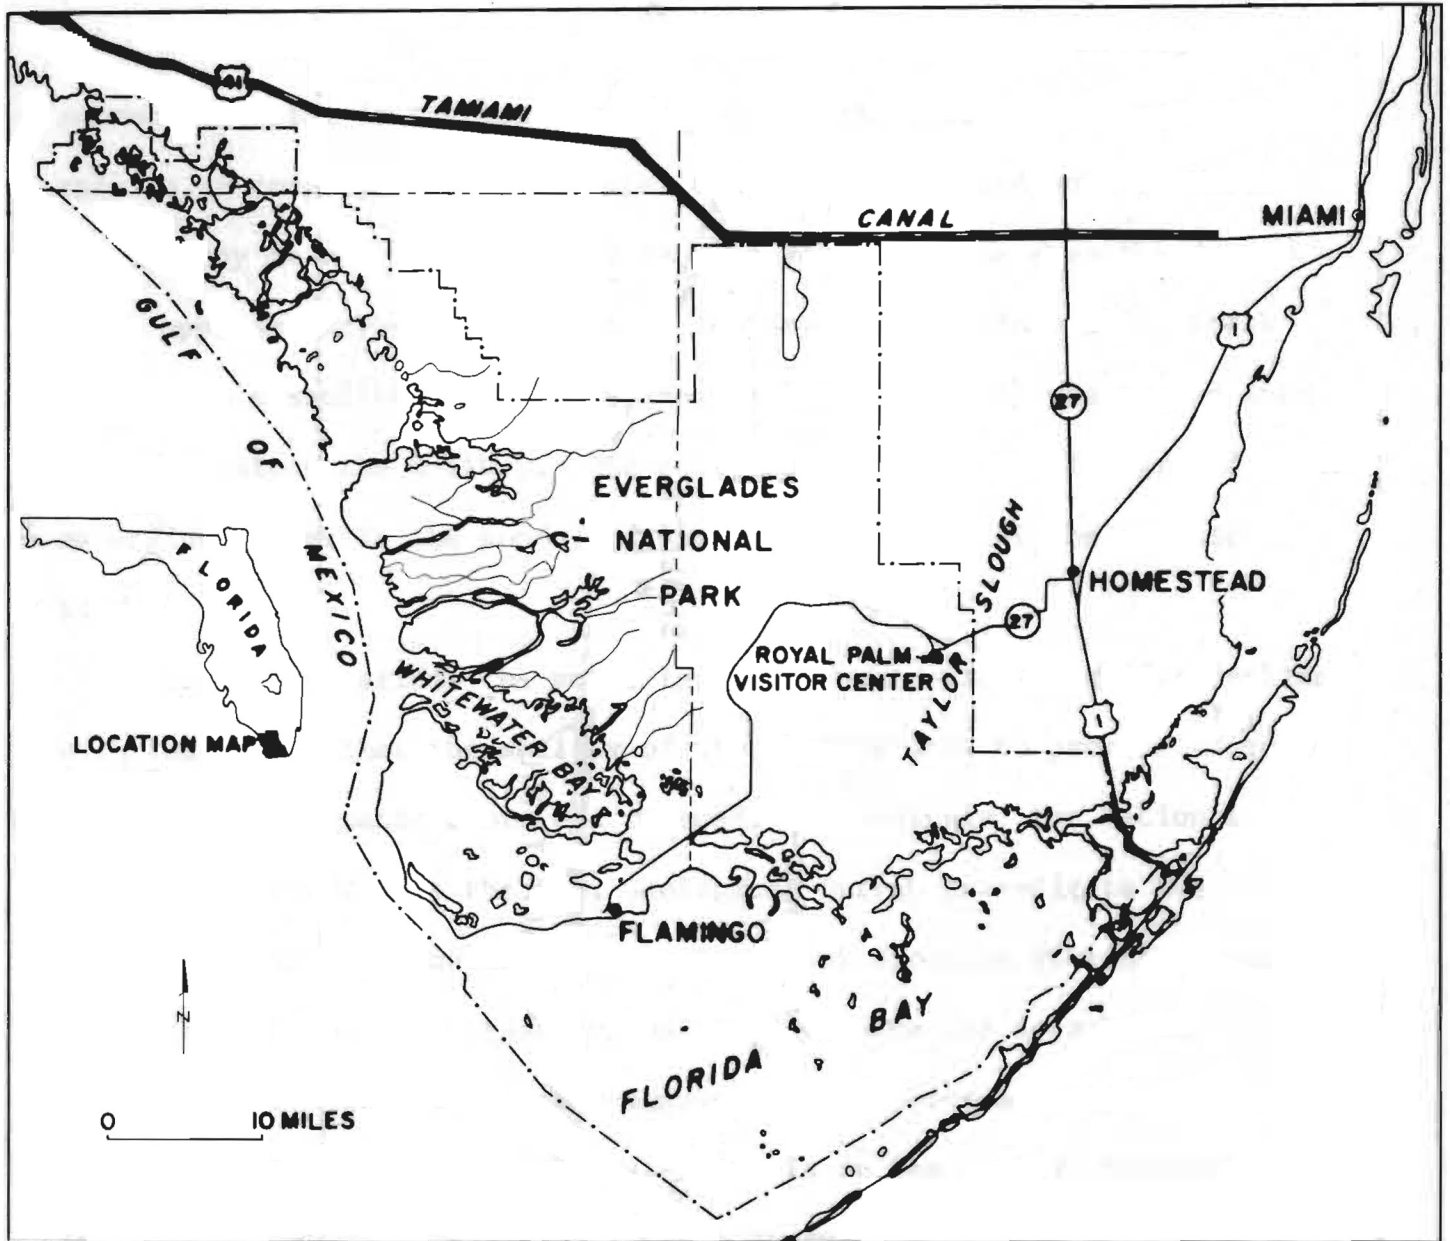 41
TAMIAMI
CANAL
MIAMI
1
GULF
OF
MEXICO
27
EVERGLADES
NATIONAL
PARK
TAYLOR SLOUGH
HOMESTEAD
27
ROYAL PALM
VISITOR CENTER
FLORIDA
LOCATION MAP
WHITEWATER BAY
1
FLAMINGO
FLORIDA BAY
N
0 10 MILES